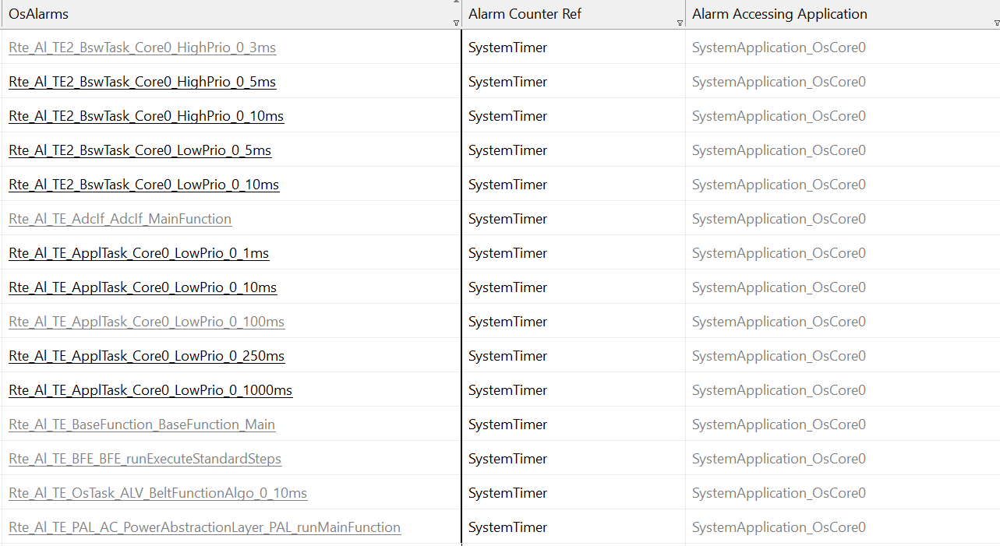 OsAlarms Alarm Counter Ref Alarm Accessing Application
Rte_Al_TE2_BswTask_Core0_HighPrio_0_3ms SystemTimer SystemApplication_OsCore0
Rte_Al_TE2_BswTask_Core0_HighPrio_0_5ms SystemTimer SystemApplication_OsCore0
Rte_Al_TE2_BswTask_Core0_HighPrio_0_10ms SystemTimer SystemApplication_OsCore0
Rte_Al_TE2_BswTask_Core0_LowPrio_0_5ms SystemTimer SystemApplication_OsCore0
Rte_Al_TE2_BswTask_Core0_LowPrio_0_10ms SystemTimer SystemApplication_OsCore0
Rte_Al_TE_AdcIf_AdcIf_MainFunction SystemTimer SystemApplication_OsCore0
Rte_Al_TE_ApplTask_Core0_LowPrio_0_1ms SystemTimer SystemApplication_OsCore0
Rte_Al_TE_ApplTask_Core0_LowPrio_0_10ms SystemTimer SystemApplication_OsCore0
Rte_Al_TE_ApplTask_Core0_LowPrio_0_100ms SystemTimer SystemApplication_OsCore0
Rte_Al_TE_ApplTask_Core0_LowPrio_0_250ms SystemTimer SystemApplication_OsCore0
Rte_Al_TE_ApplTask_Core0_LowPrio_0_1000ms SystemTimer SystemApplication_OsCore0
Rte_Al_TE_BaseFunction_BaseFunction_Main SystemTimer SystemApplication_OsCore0
Rte_Al_TE_BFE_BFE_runExecuteStandardSteps SystemTimer SystemApplication_OsCore0
Rte_Al_TE_OsTask_ALV_BeltFunctionAlgo_0_10ms SystemTimer SystemApplication_OsCore0
Rte_Al_TE_PAL_AC_PowerAbstractionLayer_PAL_runMainFunction SystemTimer SystemApplication_OsCore0